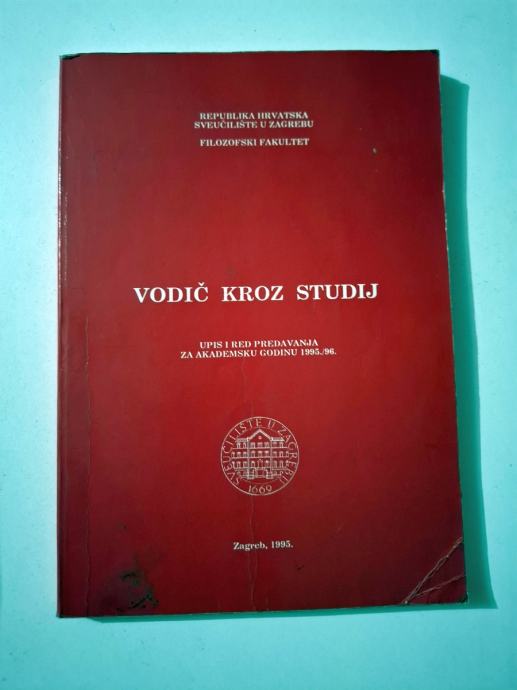 REPUBLIKA HRVATSKA
SVEUČILIŠTE U ZAGREBU
FILOZOFSKI FAKULTET
VODIČ KROZ STUDIJ
UPIS I RED PREDAVANJA
ZA AKADEMSKU GODINU 1995./96.
SVEUČILIŠTE U ZAGREBU
1669
Zagreb, 1995.